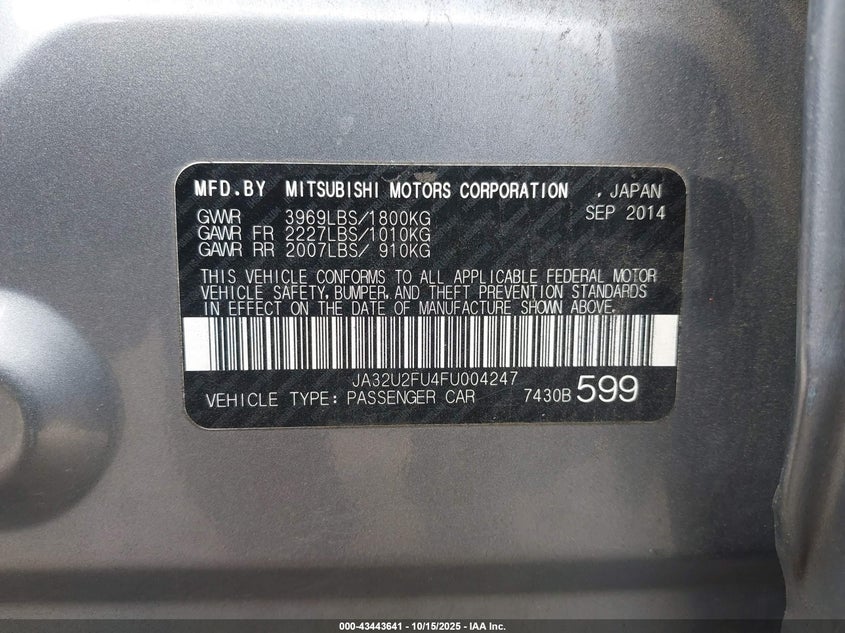 MFD.BY MITSUBISHI MOTORS CORPORATION . JAPAN
SEP 2014
GVWR 3969LBS/1800KG
GAWR FR 2227LBS/1010KG
GAWR RR 2007LBS/ 910KG
THIS VEHICLE CONFORMS TO ALL APPLICABLE FEDERAL MOTOR
VEHICLE SAFETY, BUMPER, AND THEFT PREVENTION STANDARDS
IN EFFECT ON THE DATE OF MANUFACTURE SHOWN ABOVE.
JA32U2FU4FU004247
VEHICLE TYPE: PASSENGER CAR 7430B 599
000-43443641 - 10/15/2025 - IAA Inc.